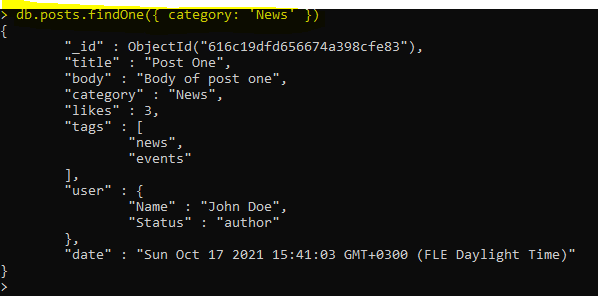 > db.posts.findOne({ category: 'News' })
{
        "_id" : ObjectId("616c19dfd656674a398cfe83"),
        "title" : "Post One",
        "body" : "Body of post one",
        "category" : "News",
        "likes" : 3,
        "tags" : [
                "news",
                "events"
        ],
        "user" : {
                "Name" : "John Doe",
                "Status" : "author"
        },
        "date" : "Sun Oct 17 2021 15:41:03 GMT+0300 (FLE Daylight Time)"
}
>